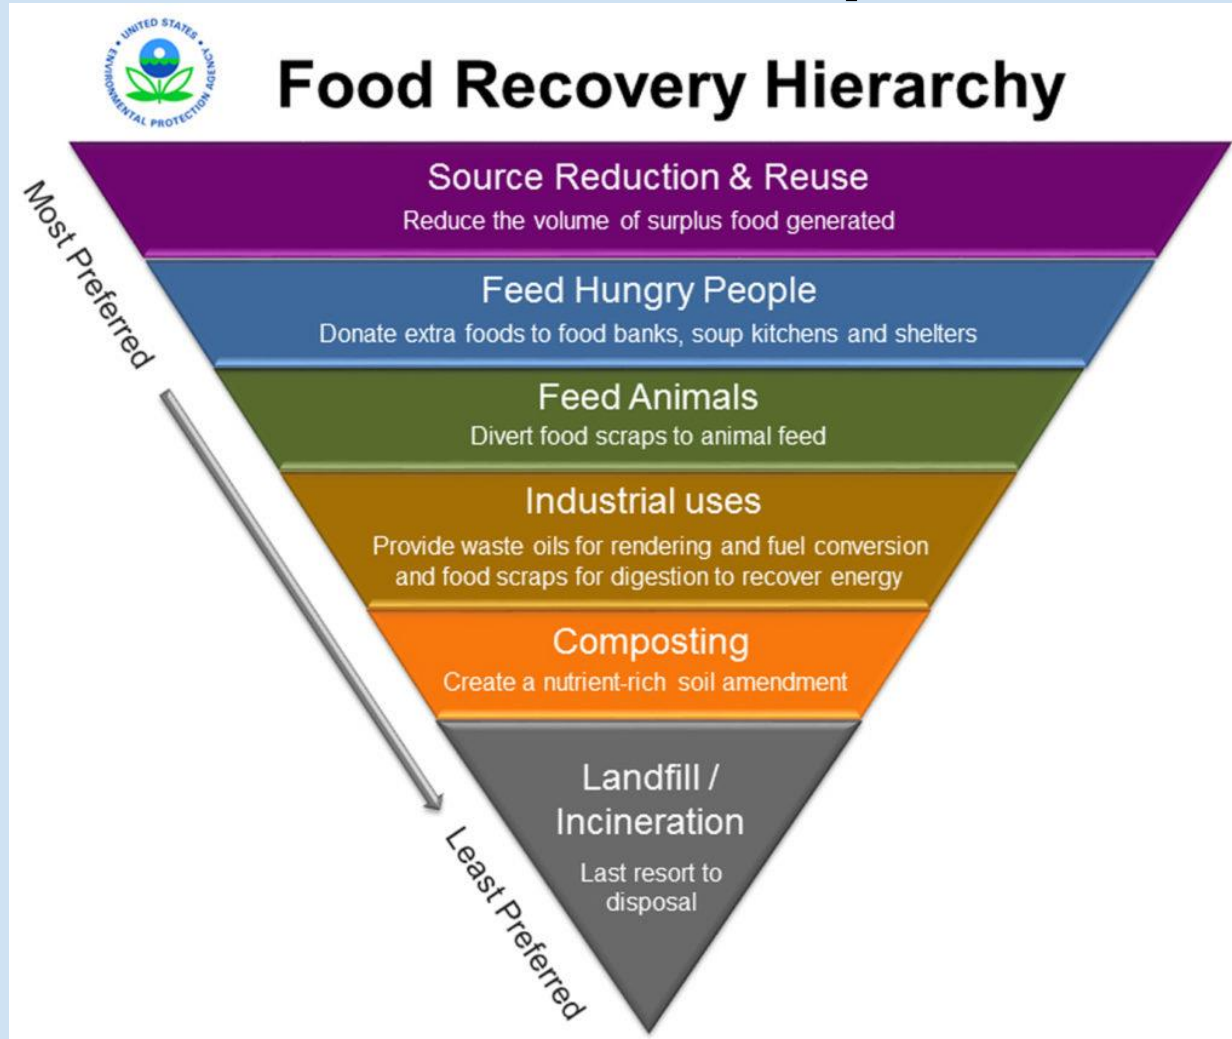 UNITED STATES
ENVIRONMENTAL PROTECTION AGENCY
Food Recovery Hierarchy
Most Preferred
Source Reduction & Reuse
Reduce the volume of surplus food generated
Feed Hungry People
Donate extra foods to food banks, soup kitchens and shelters
Feed Animals
Divert food scraps to animal feed
Industrial uses
Provide waste oils for rendering and fuel conversion
and food scraps for digestion to recover energy
Composting
Create a nutrient-rich soil amendment
Landfill /
Incineration
Last resort to
disposal
Least Preferred